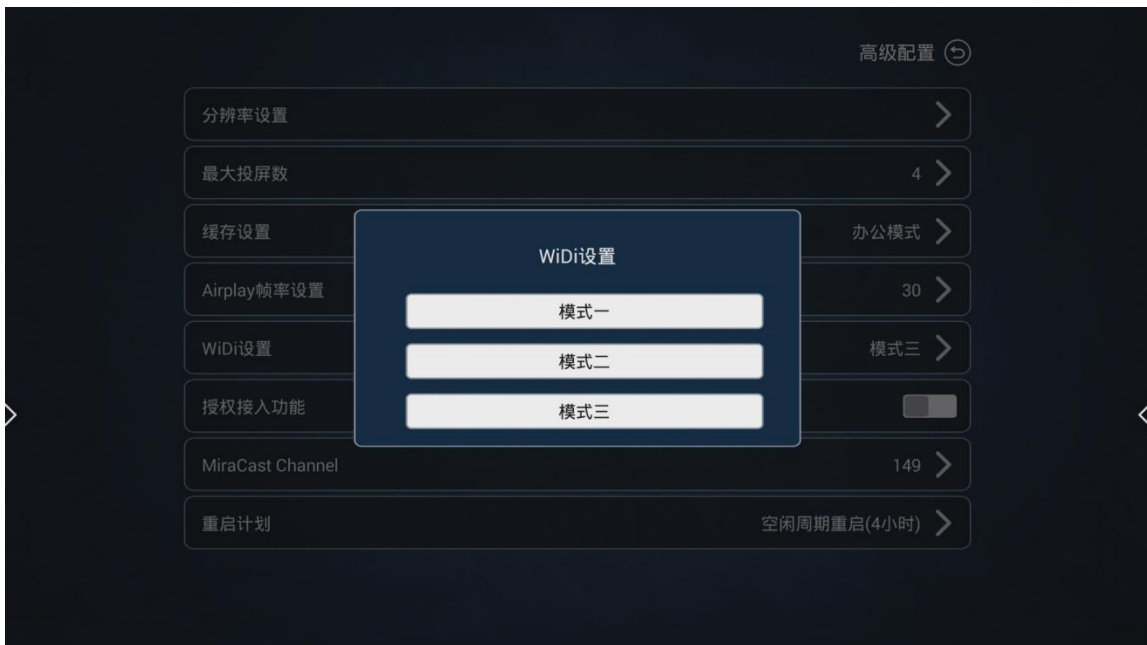 高级配置
分辨率设置
最大投屏数 4
缓存设置 办公模式
Airplay帧率设置 30
WiDi设置 模式三
授权接入功能
MiraCast Channel 149
重启计划 空闲周期重启(4小时)
WiDi设置
模式一
模式二
模式三